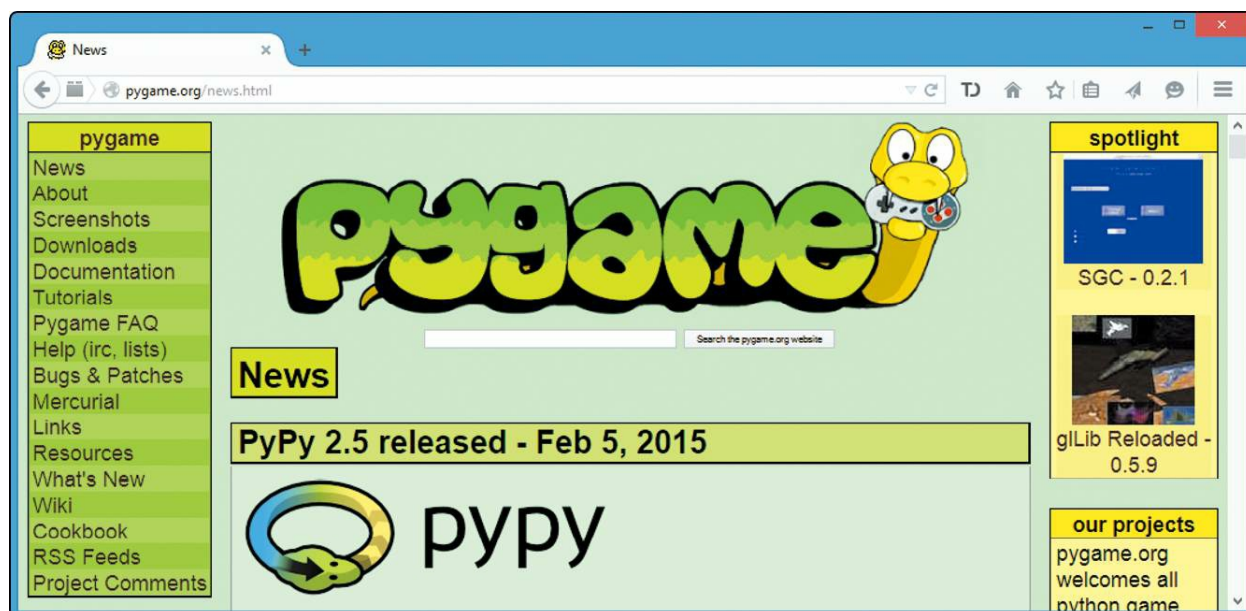 News
pygame.org/news.html
pygame
News
About
Screenshots
Downloads
Documentation
Tutorials
Pygame FAQ
Help (irc, lists)
Bugs & Patches
Mercurial
Links
Resources
What's New
Wiki
Cookbook
RSS Feeds
Project Comments
pygame
Search the pygame.org website
News
PyPy 2.5 released - Feb 5, 2015
pypy
spotlight
SGC - 0.2.1
glLib Reloaded -
0.5.9
our projects
pygame.org
welcomes all
python game